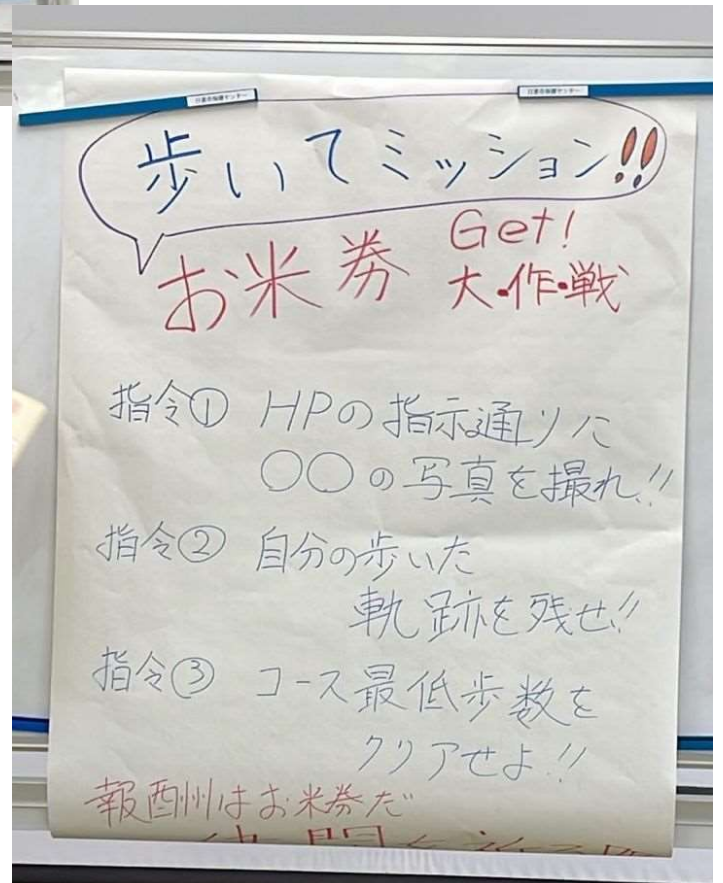 歩いてミッション!!
お米券 Get!
大・作・戦
指令① HPの指示通りに
○○の写真を撮れ!!
指令② 自分の歩いた
軌跡を残せ!!
指令③ コース最低歩数を
クリアせよ!!
報酬はお米券だ